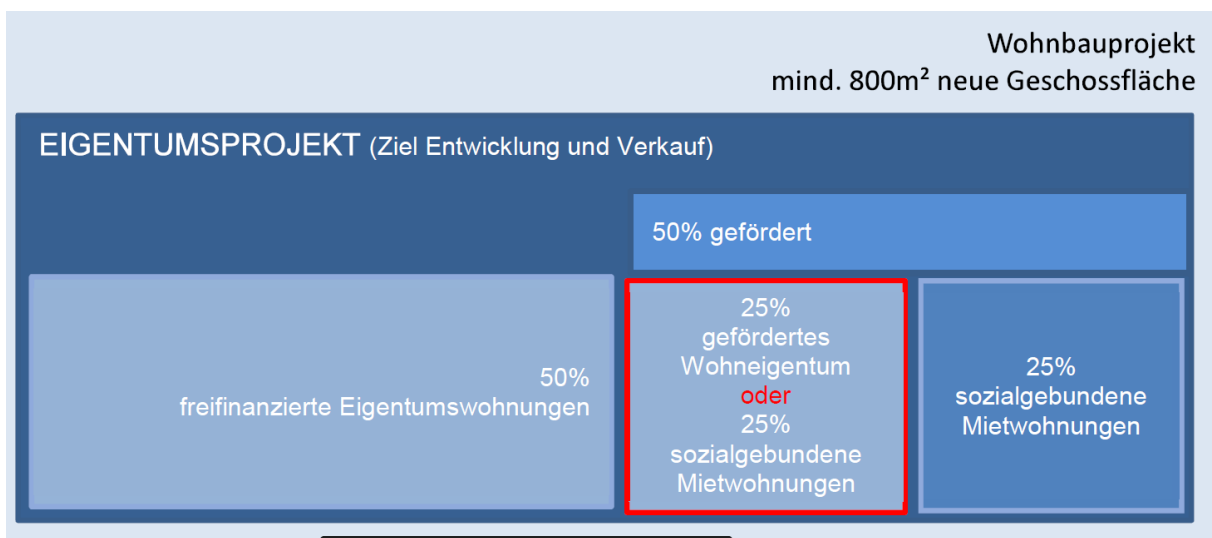 Wohnbauprojekt
mind. 800m² neue Geschossfläche
EIGENTUMSPROJEKT (Ziel Entwicklung und Verkauf)
50% gefördert
50%
freifinanzierte Eigentumswohnungen
25%
gefördertes
Wohneigentum
oder
25%
sozialgebundene
Mietwohnungen
25%
sozialgebundene
Mietwohnungen